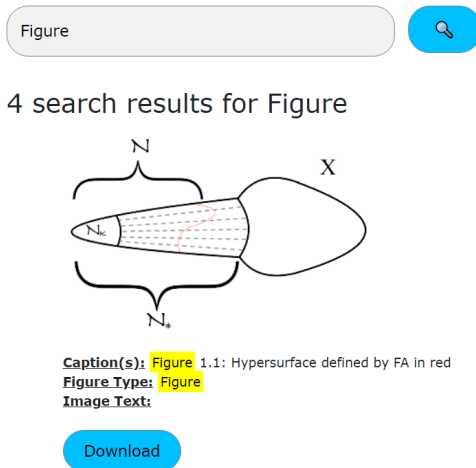 Figure
4 search results for Figure
N
X
Nκ
N*
Caption(s): Figure 1.1: Hypersurface defined by FA in red
Figure Type: Figure
Image Text:
Download